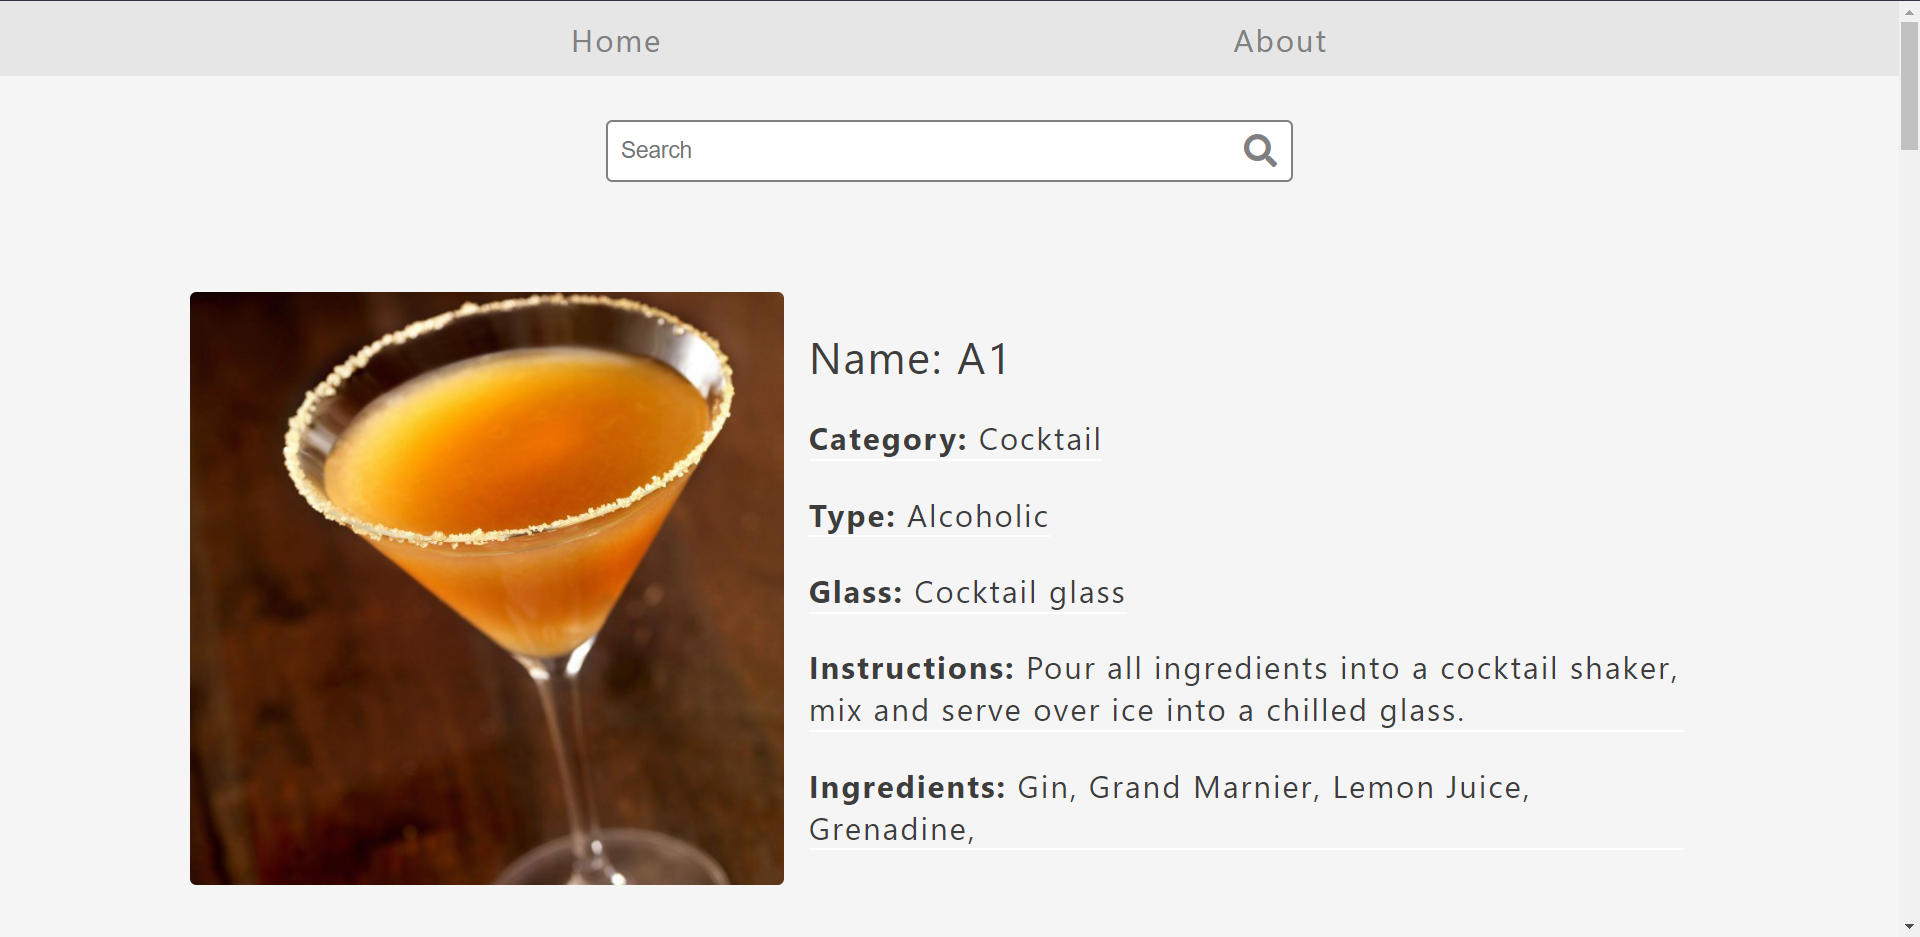 Home About
Search
Name: A1
Category: Cocktail
Type: Alcoholic
Glass: Cocktail glass
Instructions: Pour all ingredients into a cocktail shaker,
mix and serve over ice into a chilled glass.
Ingredients: Gin, Grand Marnier, Lemon Juice,
Grenadine,